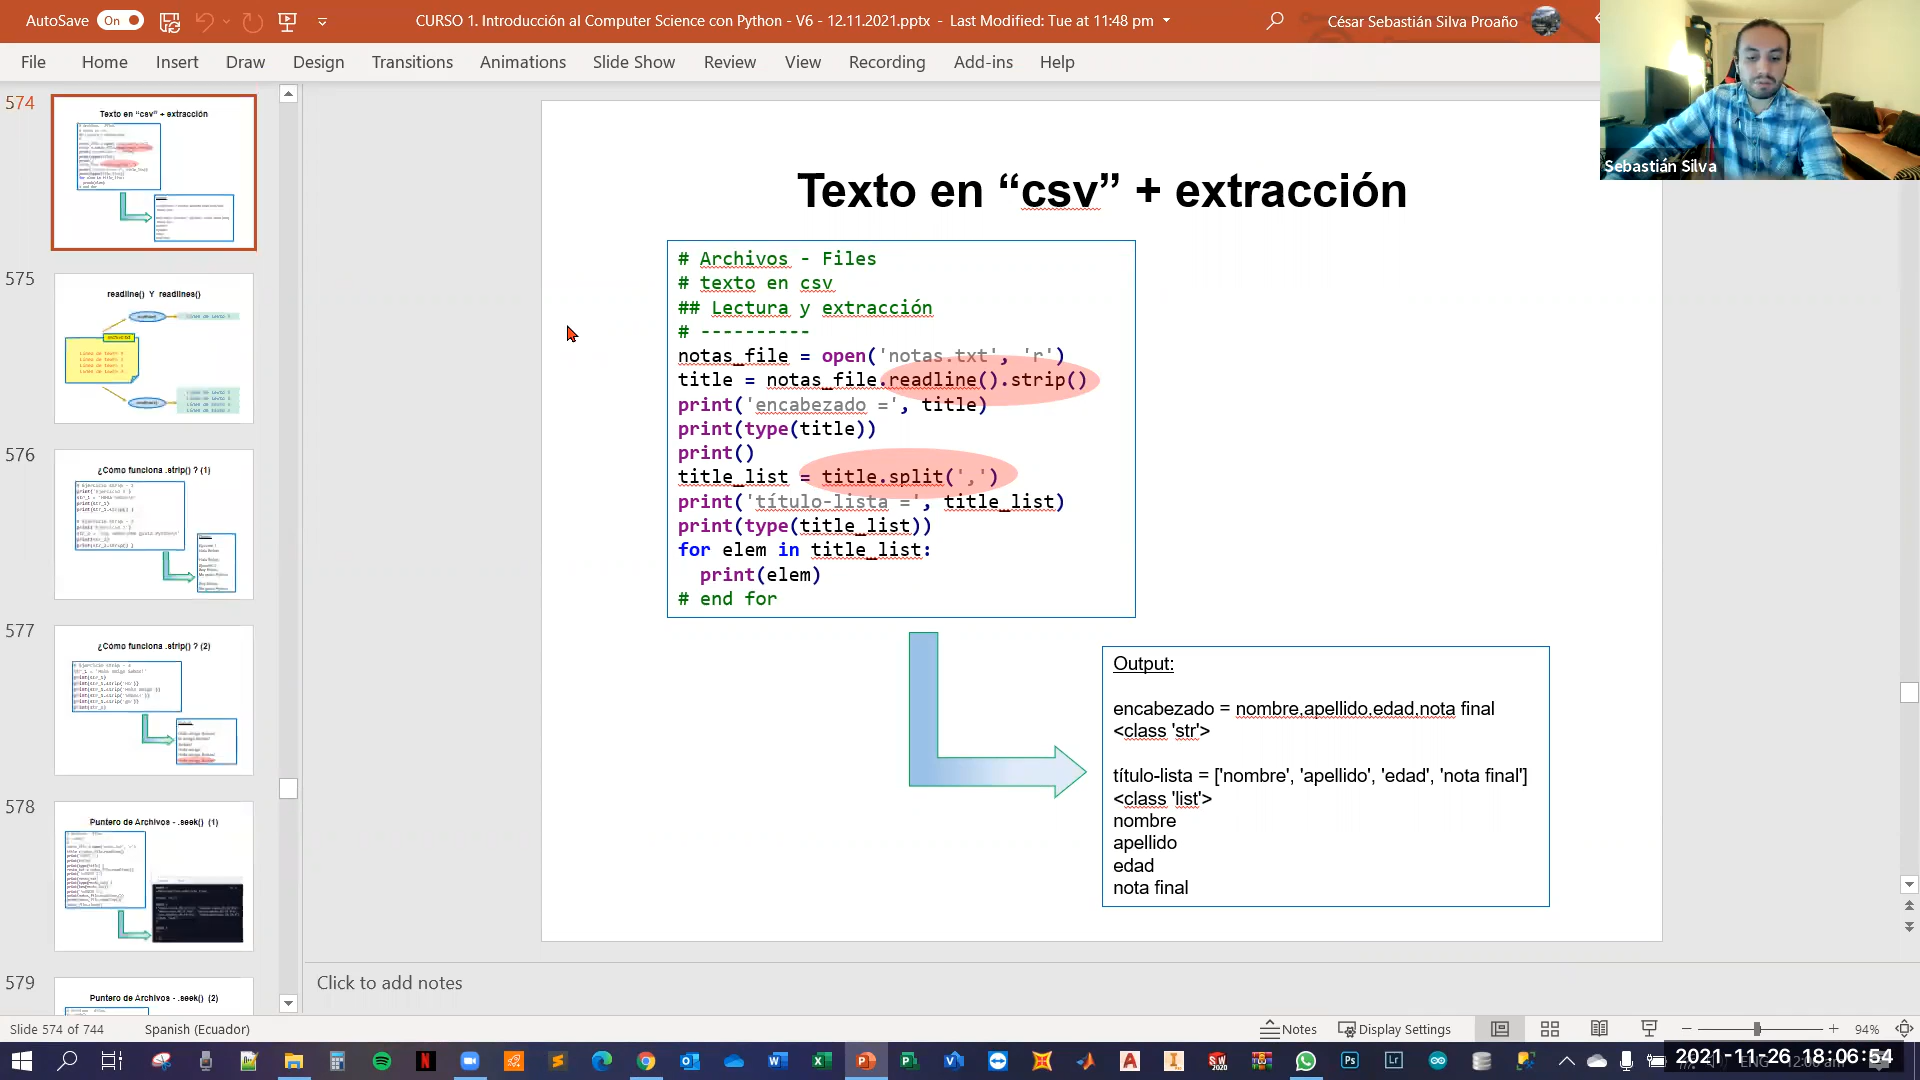 AutoSave On CURSO 1. Introducción al Computer Science con Python - V6 - 12.11.2021.pptx - Last Modified: Tue at 11:48 pm César Sebastián Silva Proaño
File Home Insert Draw Design Transitions Animations Slide Show Review View Recording Add-ins Help
Sebastián Silva
574
Texto en “csv” + extracción
575
readline() Y readlines()
576
¿Cómo funciona .strip() ? (1)
577
¿Cómo funciona .strip() ? (2)
578
Puntero de Archivos - .seek() (1)
579
Puntero de Archivos - .seek() (2)
Texto en “csv” + extracción
# Archivos - Files
# texto en csv
## Lectura y extracción
# ----------
notas_file = open('notas.txt', 'r')
title = notas_file.readline().strip()
print('encabezado =', title)
print(type(title))
print()
title_list = title.split(',')
print('título-lista =', title_list)
print(type(title_list))
for elem in title_list:
print(elem)
# end for
Output:
encabezado = nombre,apellido,edad,nota final
<class 'str'>
título-lista = ['nombre', 'apellido', 'edad', 'nota final']
<class 'list'>
nombre
apellido
edad
nota final
Click to add notes
Slide 574 of 744 Spanish (Ecuador) Notes Display Settings 94%
2021-11-26 18:06:54